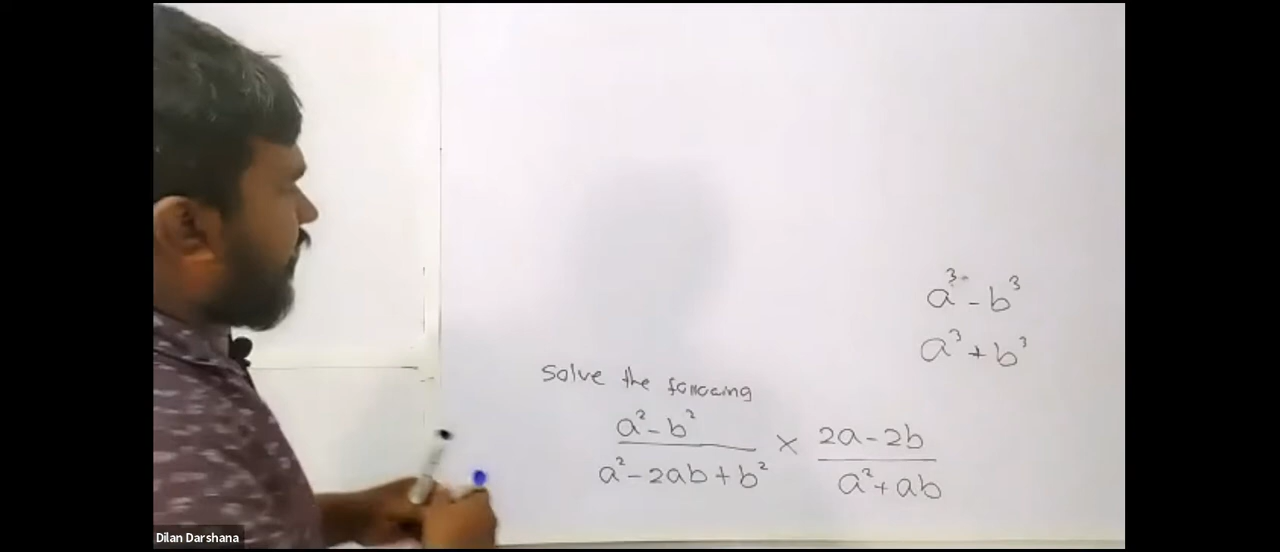 a³ - b³
a³ + b³
Solve the following
a² - b² / a² - 2ab + b² × 2a - 2b / a² + ab
Dilan Darshana